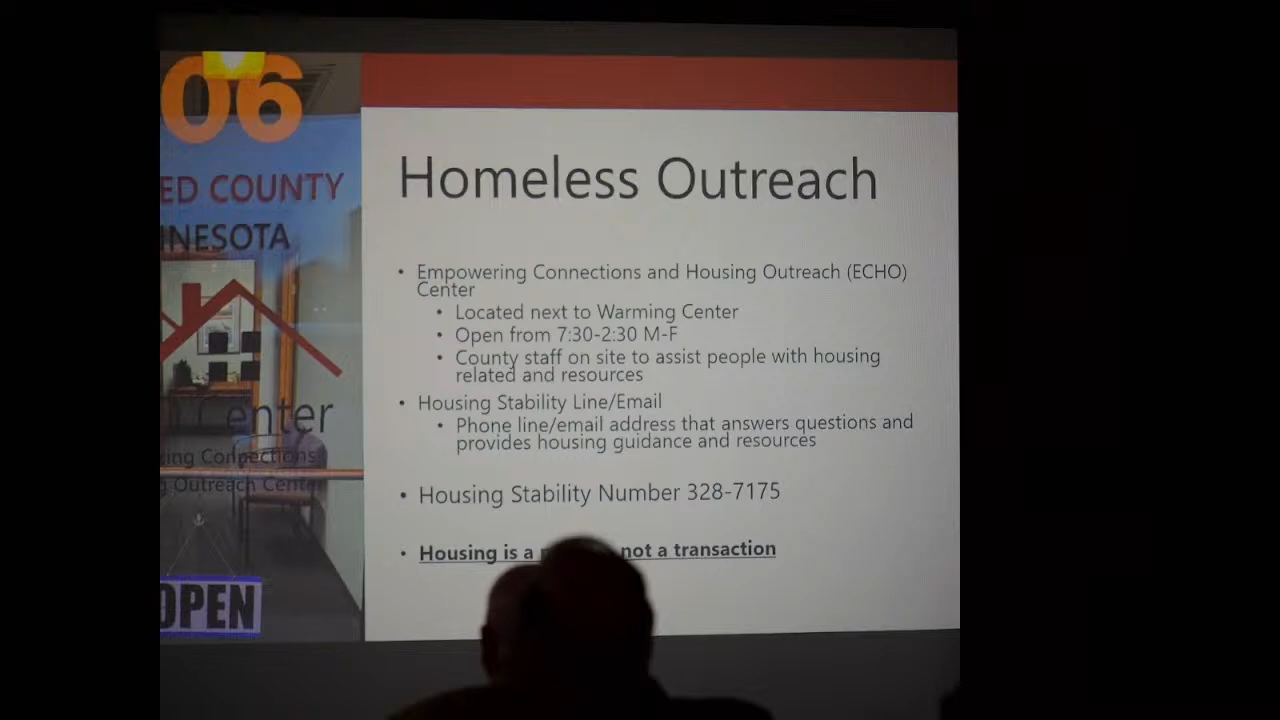 06
ED COUNTY
INNESOTA
Center
ing Connections
g Outreach Center
OPEN
Homeless Outreach
• Empowering Connections and Housing Outreach (ECHO)
Center
• Located next to Warming Center
• Open from 7:30-2:30 M-F
• County staff on site to assist people with housing
related and resources
• Housing Stability Line/Email
• Phone line/email address that answers questions and
provides housing guidance and resources
• Housing Stability Number 328-7175
• Housing is a not a transaction